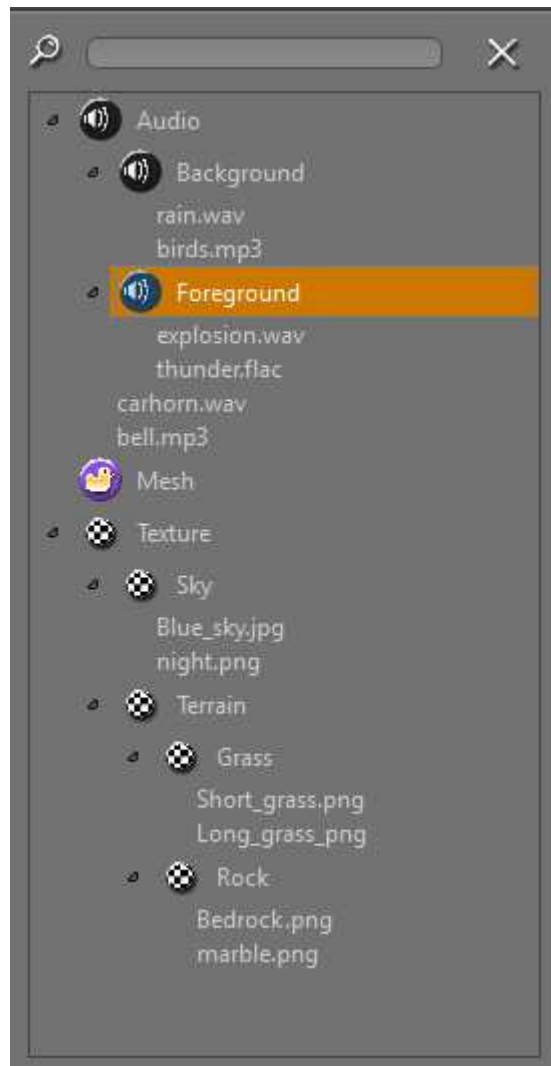 Audio
Background
rain.wav
birds.mp3
Foreground
explosion.wav
thunder.flac
carhorn.wav
bell.mp3
Mesh
Texture
Sky
Blue_sky.jpg
night.png
Terrain
Grass
Short_grass.png
Long_grass_png
Rock
Bedrock.png
marble.png